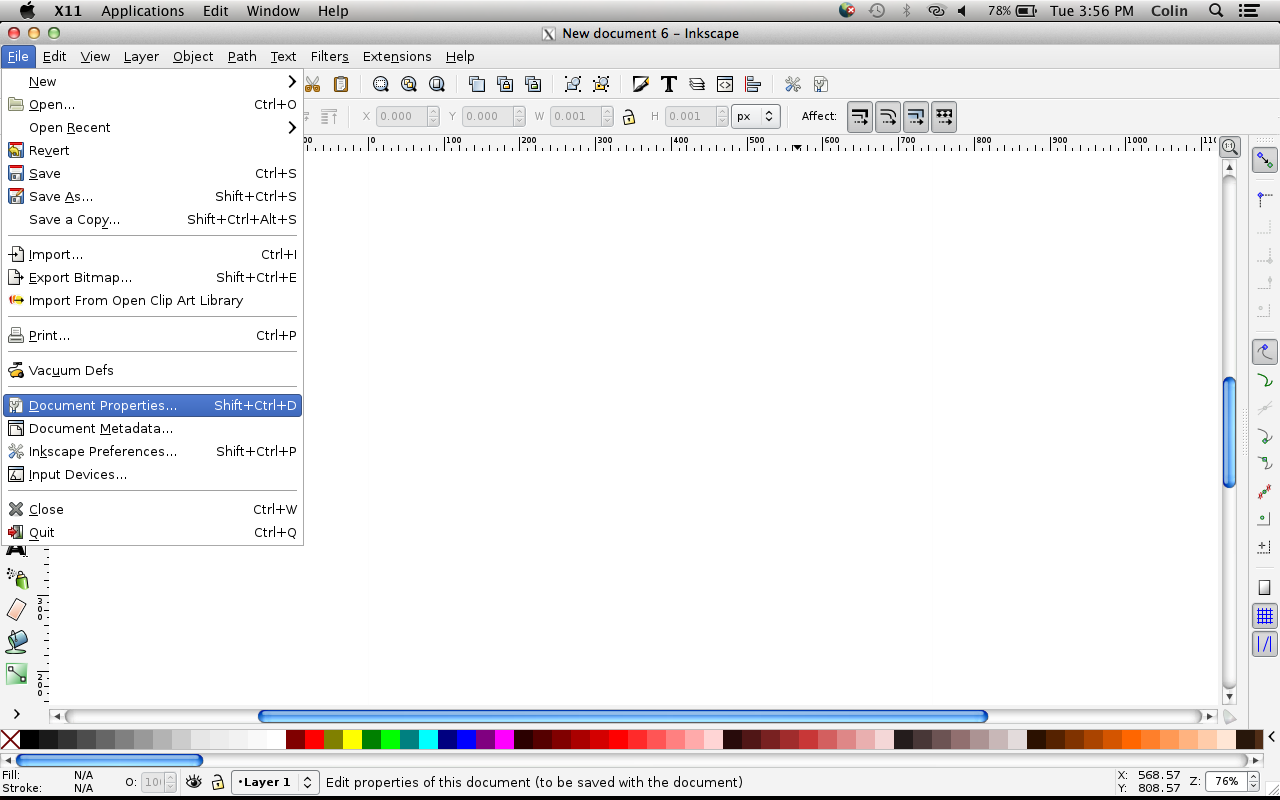 X11 Applications Edit Window Help 78% Tue 3:56 PM Colin
New document 6 – Inkscape
File Edit View Layer Object Path Text Filters Extensions Help
New
Open... Ctrl+O
Open Recent
Revert
Save Ctrl+S
Save As... Shift+Ctrl+S
Save a Copy... Shift+Ctrl+Alt+S
Import... Ctrl+I
Export Bitmap... Shift+Ctrl+E
Import From Open Clip Art Library
Print... Ctrl+P
Vacuum Defs
Document Properties... Shift+Ctrl+D
Document Metadata...
Inkscape Preferences... Shift+Ctrl+P
Input Devices...
Close Ctrl+W
Quit Ctrl+Q
X 0.000 Y 0.000 W 0.001 H 0.001 px Affect:
0 100 200 300 400 500 600 700 800 900 1000
1:1
300
200
Fill: N/A
Stroke: N/A
O:
•Layer 1
Edit properties of this document (to be saved with the document)
X: 568.57
Y: 808.57
Z: 76%